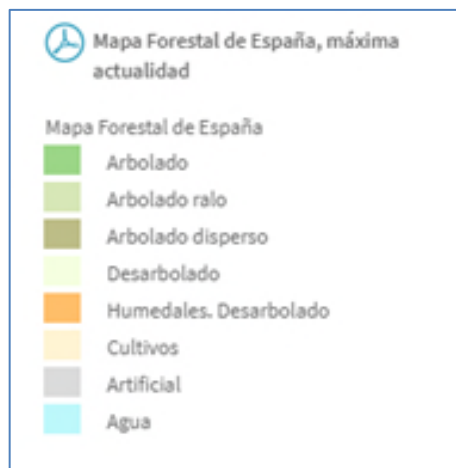 Mapa Forestal de España, máxima
actualidad
Mapa Forestal de España
Arbolado
Arbolado ralo
Arbolado disperso
Desarbolado
Humedales. Desarbolado
Cultivos
Artificial
Agua